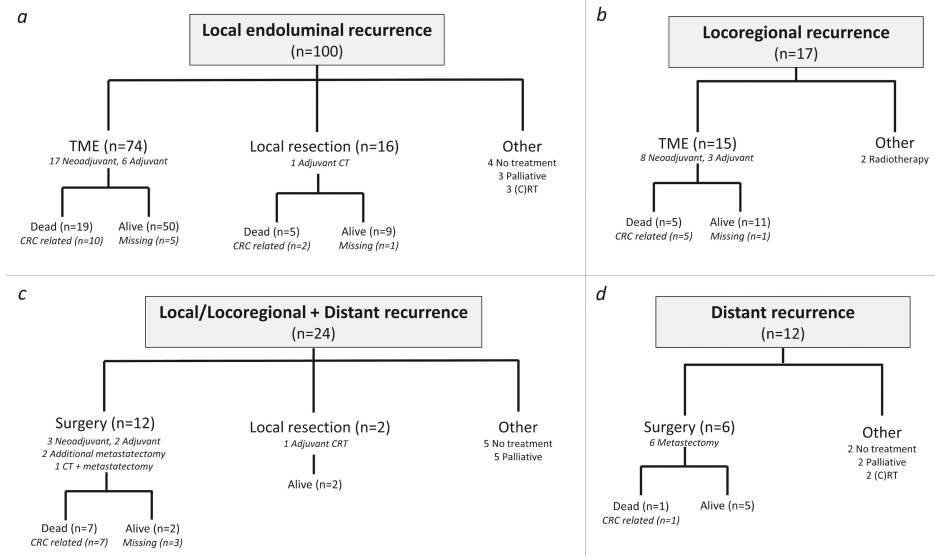 a
Local endoluminal recurrence
(n=100)
TME (n=74)
17 Neoadjuvant, 6 Adjuvant
Dead (n=19)
CRC related (n=10)
Alive (n=50)
Missing (n=5)
Local resection (n=16)
1 Adjuvant CT
Dead (n=5)
CRC related (n=2)
Alive (n=9)
Missing (n=1)
Other
4 No treatment
3 Palliative
3 (C)RT
b
Locoregional recurrence
(n=17)
TME (n=15)
8 Neoadjuvant, 3 Adjuvant
Dead (n=5)
CRC related (n=5)
Alive (n=11)
Missing (n=1)
Other
2 Radiotherapy
c
Local/Locoregional + Distant recurrence
(n=24)
Surgery (n=12)
3 Neoadjuvant, 2 Adjuvant
2 Additional metastatectomy
1 CT + metastatectomy
Dead (n=7)
CRC related (n=7)
Alive (n=2)
Missing (n=3)
Local resection (n=2)
1 Adjuvant CRT
Alive (n=2)
Other
5 No treatment
5 Palliative
d
Distant recurrence
(n=12)
Surgery (n=6)
6 Metastectomy
Dead (n=1)
CRC related (n=1)
Alive (n=5)
Other
2 No treatment
2 Palliative
2 (C)RT